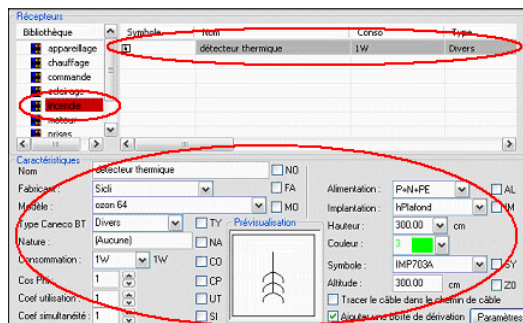 Récepteurs
Bibliothèque Symbole Nom Conso Type
appareillage détecteur thermique 1W Divers
chauffage
commande
eclairage
incendie
moteur
prises
Caractéristiques
Nom détecteur thermique NO
Fabricant : Sicli FA Alimentation : P+N+PE AL
Modèle : ozon 64 MO Implantation : hPlafond IM
Type Caneco BT Divers TY Prévisualisation Hauteur : 300.00 cm
Nature : (Aucune) NA Couleur : 3
Consommation : 1W 1W CO Symbole : IMP703A SY
Cos Phi : 1 CP Altitude : 300.00 cm Z0
Coef utilisation : 1 UT Tracer le câble dans le chemin de câble
Coef simultanéité : 1 SI Ajouter une boite de dérivation Paramètres